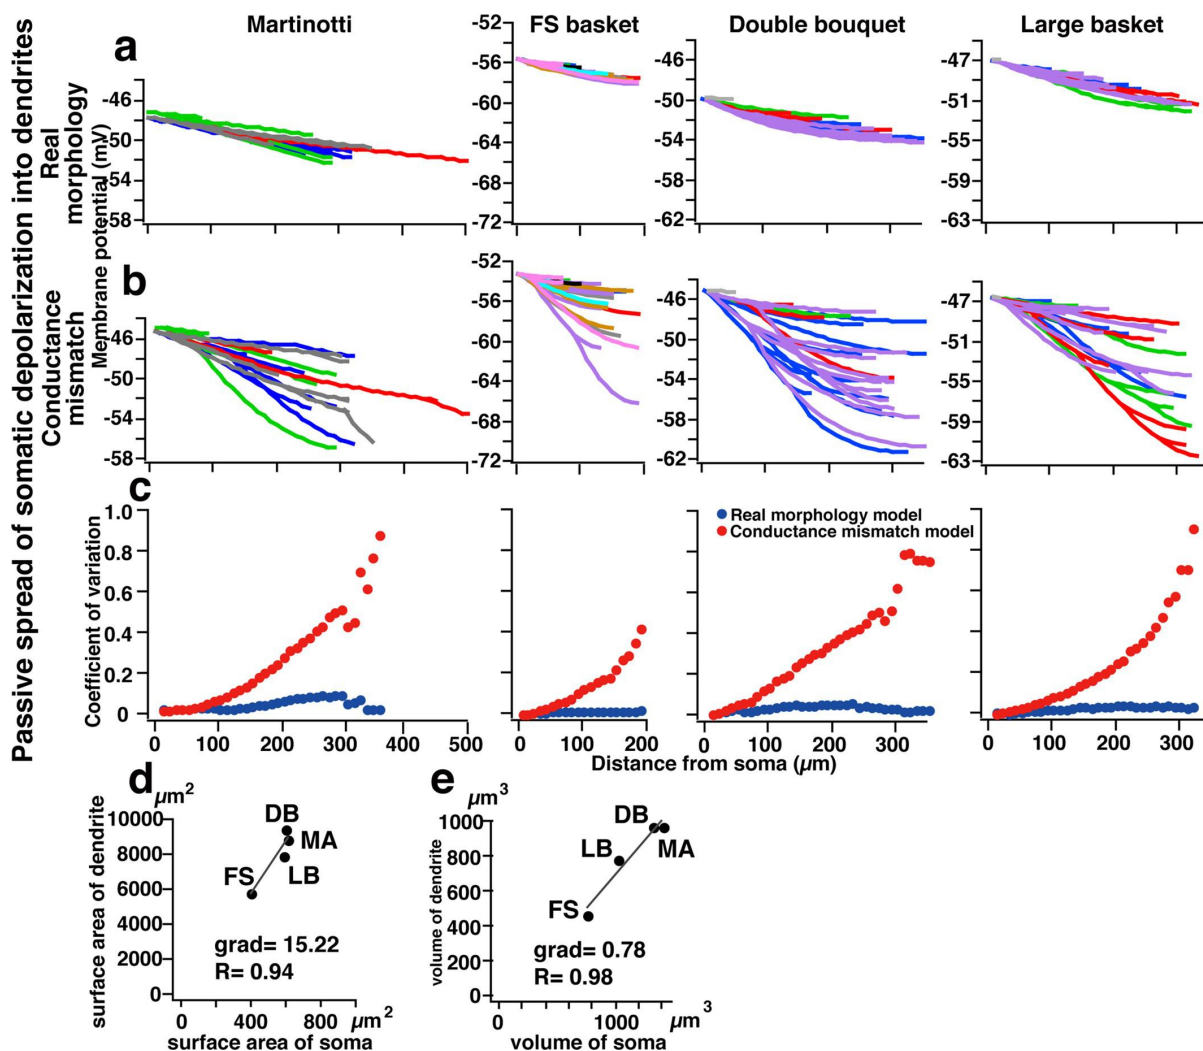 Passive spread of somatic depolarization into dendrites
Martinotti
FS basket
Double bouquet
Large basket
a
Real
morphology
Membrane potential (mV)
-46
-50
-54
-58
-52
-56
-60
-64
-68
-72
-50
-54
-58
-62
-47
-51
-55
-59
-63
b
Conductance
mismatch
-46
-50
-54
-58
-52
-56
-60
-64
-68
-72
-46
-50
-54
-58
-62
-47
-51
-55
-59
-63
c
Coefficient of variation
1.0
0.8
0.6
0.4
0.2
0
Real morphology model
Conductance mismatch model
0 100 200 300 400 500
0 100 200
0 100 200 300
0 100 200 300
Distance from soma (µm)
d
µm2
surface area of dendrite
10000
8000
6000
4000
2000
0
DB
MA
FS
LB
grad= 15.22
R= 0.94
0 400 800 µm2
surface area of soma
e
µm3
volume of dendrite
1000
800
600
400
200
0
DB
LB
MA
FS
grad= 0.78
R= 0.98
0 1000 µm3
volume of soma